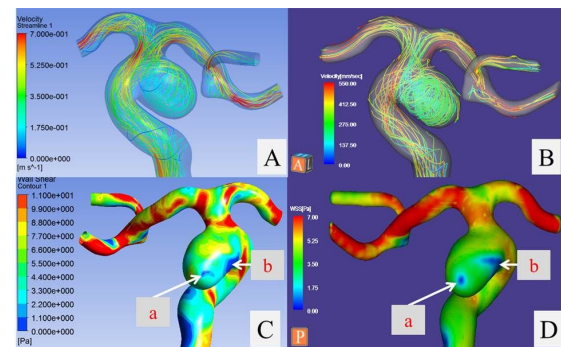 Velocity
Streamline 1
7.000e-001
5.250e-001
3.500e-001
1.750e-001
0.000e+000
[m s^-1]
A
Velocity[mm/sec]
550.00
412.50
275.00
137.50
0.00
A
B
Wall Shear
Contour 1
1.100e+001
9.900e+000
8.800e+000
7.700e+000
6.600e+000
5.500e+000
4.400e+000
3.300e+000
2.200e+000
1.100e+000
0.000e+000
[Pa]
a
b
C
WSS[Pa]
7.00
5.25
3.50
1.75
0.00
P
a
b
D